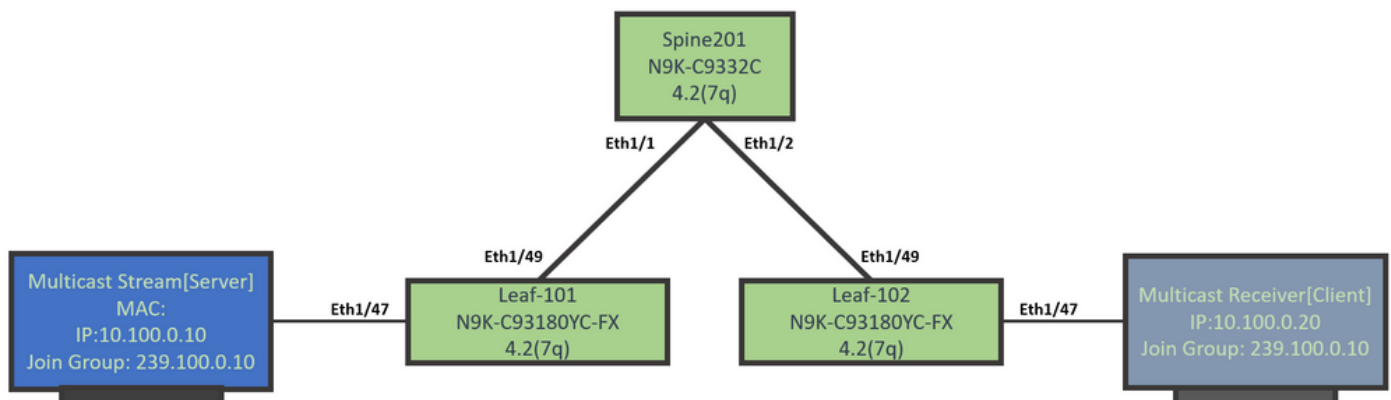 Spine201
N9K-C9332C
4.2(7q)
Eth1/1
Eth1/2
Eth1/49
Eth1/49
Multicast Stream[Server]
MAC:
IP:10.100.0.10
Join Group: 239.100.0.10
Eth1/47
Leaf-101
N9K-C93180YC-FX
4.2(7q)
Leaf-102
N9K-C93180YC-FX
4.2(7q)
Eth1/47
Multicast Receiver[Client]
IP:10.100.0.20
Join Group: 239.100.0.10